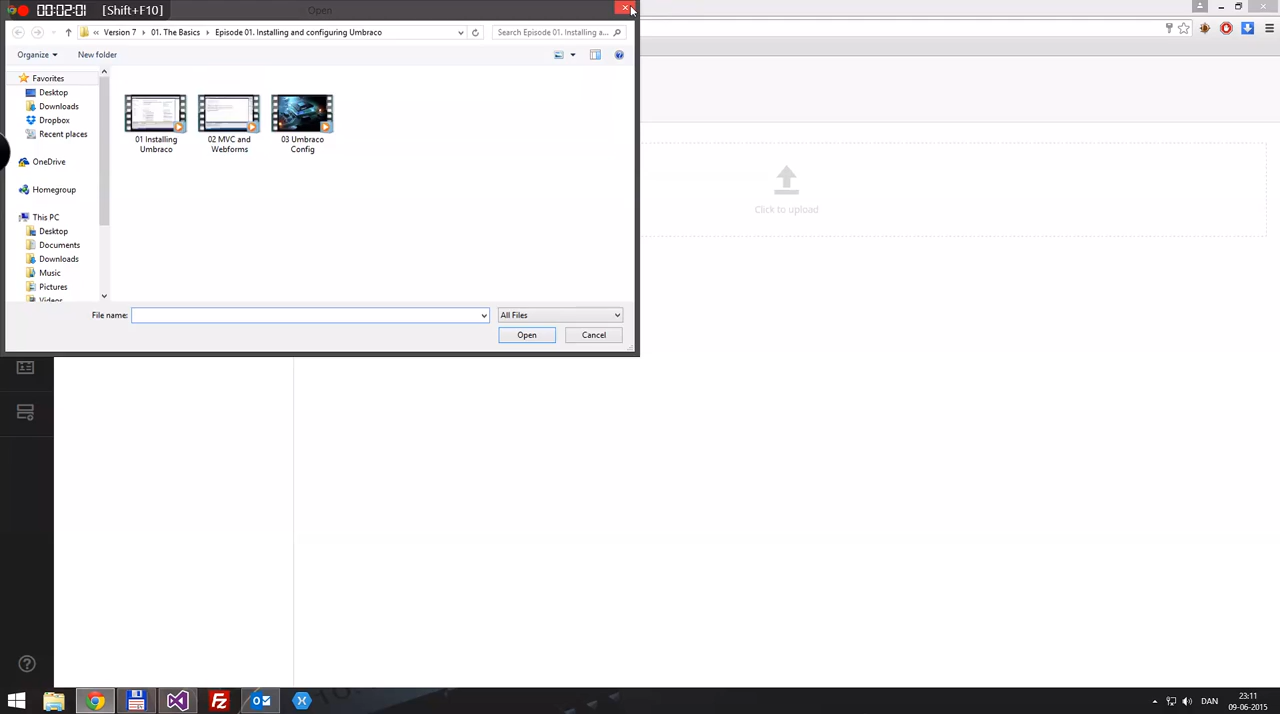 00:02:01 [Shift+F10]
Open
« Version 7 › 01. The Basics › Episode 01. Installing and configuring Umbraco
Search Episode 01. Installing a...
Organize
New folder
Favorites
Desktop
Downloads
Dropbox
Recent places
OneDrive
Homegroup
This PC
Desktop
Documents
Downloads
Music
Pictures
Videos
01 Installing
Umbraco
02 MVC and
Webforms
03 Umbraco
Config
File name:
All Files
Open
Cancel
Click to upload
DAN
23:11
09-06-2015